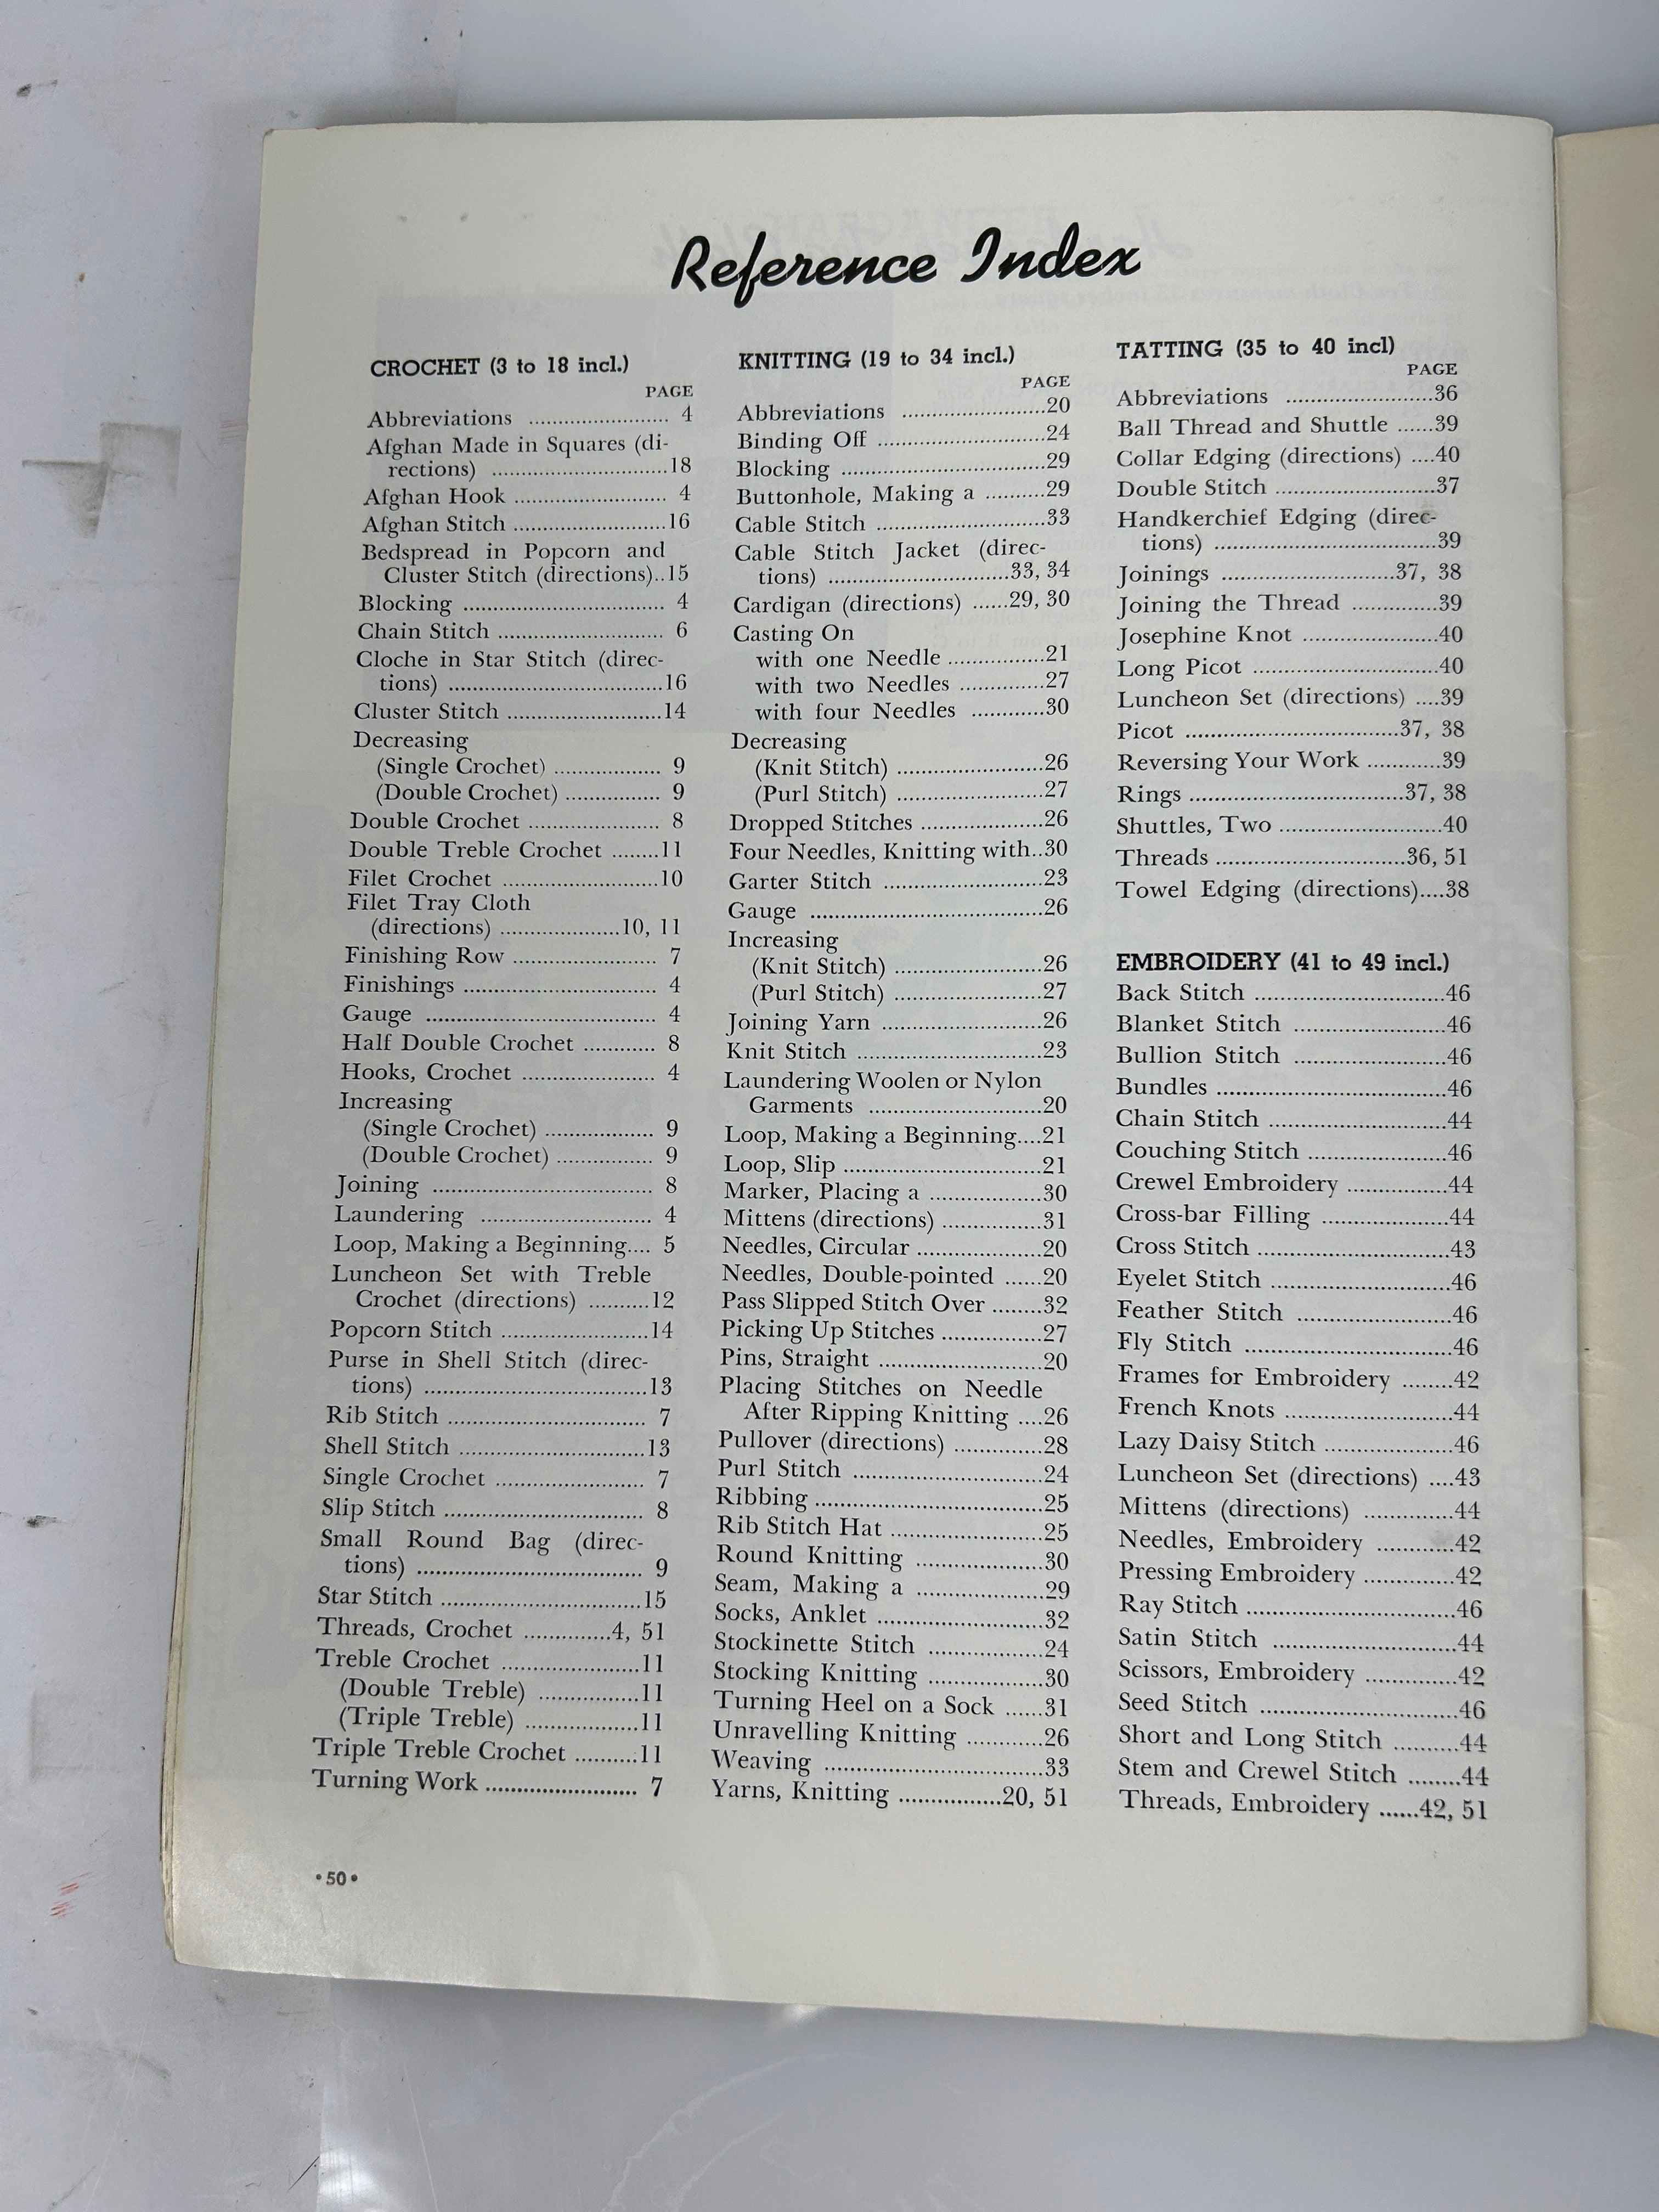 Reference Index
CROCHET (3 to 18 incl.)
PAGE
Abbreviations ........................ 4
Afghan Made in Squares (di-
rections) ..............................18
Afghan Hook .......................... 4
Afghan Stitch ..........................16
Bedspread in Popcorn and
Cluster Stitch (directions)..15
Blocking .................................. 4
Chain Stitch ............................ 6
Cloche in Star Stitch (direc-
tions) ....................................16
Cluster Stitch ..........................14
Decreasing
(Single Crochet) .................. 9
(Double Crochet) ................ 9
Double Crochet ...................... 8
Double Treble Crochet ........11
Filet Crochet ..........................10
Filet Tray Cloth
(directions) ....................10, 11
Finishing Row ........................ 7
Finishings ................................ 4
Gauge ...................................... 4
Half Double Crochet ............ 8
Hooks, Crochet ...................... 4
Increasing
(Single Crochet) .................. 9
(Double Crochet) ................ 9
Joining .................................... 8
Laundering ............................ 4
Loop, Making a Beginning.... 5
Luncheon Set with Treble
Crochet (directions) ..........12
Popcorn Stitch ........................14
Purse in Shell Stitch (direc-
tions) ....................................13
Rib Stitch ................................ 7
Shell Stitch ..............................13
Single Crochet ........................ 7
Slip Stitch ................................ 8
Small Round Bag (direc-
tions) .................................... 9
Star Stitch ................................15
Threads, Crochet ..............4, 51
Treble Crochet ......................11
(Double Treble) ................11
(Triple Treble) ..................11
Triple Treble Crochet ..........11
Turning Work ........................ 7
KNITTING (19 to 34 incl.)
PAGE
Abbreviations ........................20
Binding Off ............................24
Blocking ..................................29
Buttonhole, Making a ..........29
Cable Stitch ............................33
Cable Stitch Jacket (direc-
tions) ..............................33, 34
Cardigan (directions) ......29, 30
Casting On
with one Needle ................21
with two Needles ..............27
with four Needles ............30
Decreasing
(Knit Stitch) ........................26
(Purl Stitch) ........................27
Dropped Stitches ....................26
Four Needles, Knitting with..30
Garter Stitch ..........................23
Gauge ......................................26
Increasing
(Knit Stitch) ........................26
(Purl Stitch) ........................27
Joining Yarn ..........................26
Knit Stitch ..............................23
Laundering Woolen or Nylon
Garments ............................20
Loop, Making a Beginning....21
Loop, Slip ................................21
Marker, Placing a ..................30
Mittens (directions) ................31
Needles, Circular ....................20
Needles, Double-pointed ......20
Pass Slipped Stitch Over ........32
Picking Up Stitches ................27
Pins, Straight ..........................20
Placing Stitches on Needle
After Ripping Knitting ....26
Pullover (directions) ..............28
Purl Stitch ..............................24
Ribbing ....................................25
Rib Stitch Hat ........................25
Round Knitting ....................30
Seam, Making a ....................29
Socks, Anklet ..........................32
Stockinette Stitch ..................24
Stocking Knitting ..................30
Turning Heel on a Sock ......31
Unravelling Knitting ............26
Weaving ..................................33
Yarns, Knitting ................20, 51
TATTING (35 to 40 incl)
PAGE
Abbreviations ........................36
Ball Thread and Shuttle ......39
Collar Edging (directions) ....40
Double Stitch ..........................37
Handkerchief Edging (direc-
tions) ....................................39
Joinings ............................37, 38
Joining the Thread ..............39
Josephine Knot ......................40
Long Picot ..............................40
Luncheon Set (directions) ....39
Picot ..................................37, 38
Reversing Your Work ............39
Rings ..................................37, 38
Shuttles, Two ..........................40
Threads ..............................36, 51
Towel Edging (directions)....38
EMBROIDERY (41 to 49 incl.)
Back Stitch ..............................46
Blanket Stitch ........................46
Bullion Stitch ........................46
Bundles ....................................46
Chain Stitch ............................44
Couching Stitch ......................46
Crewel Embroidery ................44
Cross-bar Filling ....................44
Cross Stitch ..............................43
Eyelet Stitch ............................46
Feather Stitch ........................46
Fly Stitch ................................46
Frames for Embroidery ........42
French Knots ..........................44
Lazy Daisy Stitch ....................46
Luncheon Set (directions) ....43
Mittens (directions) ..............44
Needles, Embroidery ............42
Pressing Embroidery ..............42
Ray Stitch ................................46
Satin Stitch ............................44
Scissors, Embroidery ..............42
Seed Stitch ..............................46
Short and Long Stitch ..........44
Stem and Crewel Stitch ........44
Threads, Embroidery ......42, 51
•50•